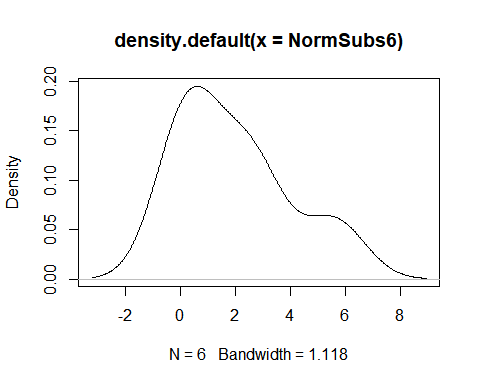 density.default(x = NormSubs6)
Density
0.20
0.15
0.10
0.05
0.00
-2 0 2 4 6 8
N = 6 Bandwidth = 1.118